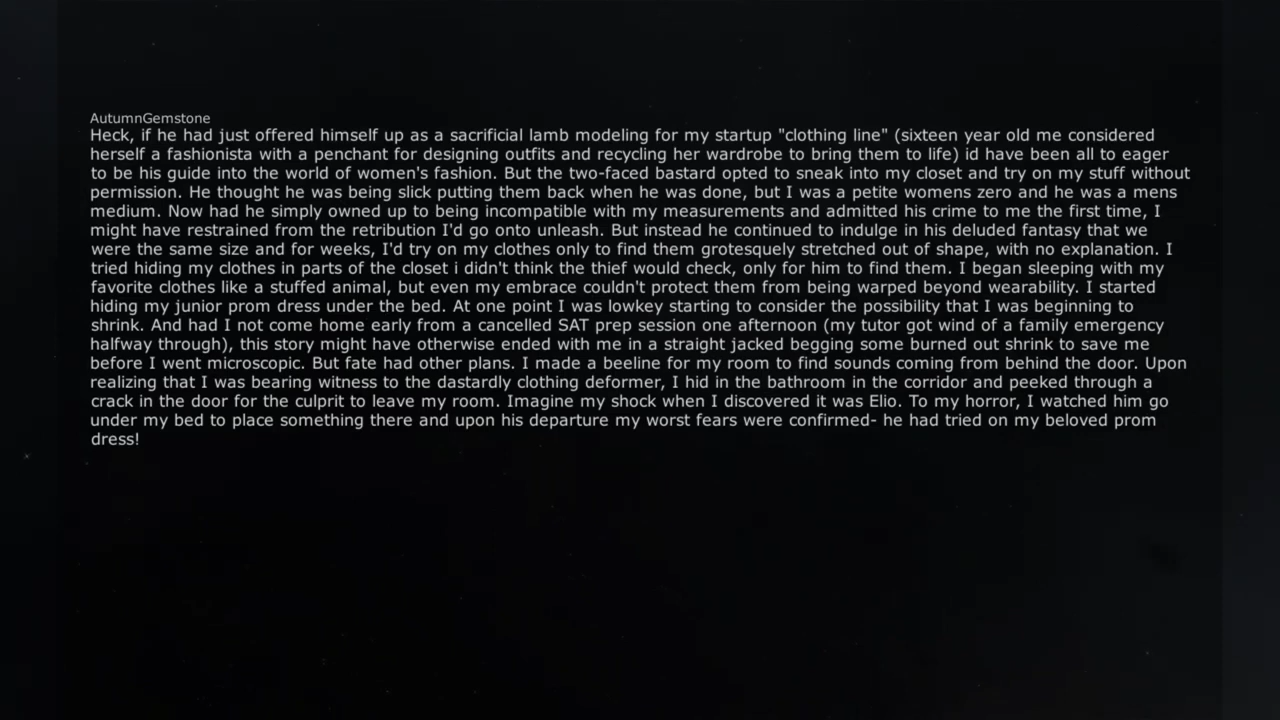 AutumnGemstone
Heck, if he had just offered himself up as a sacrificial lamb modeling for my startup "clothing line" (sixteen year old me considered
herself a fashionista with a penchant for designing outfits and recycling her wardrobe to bring them to life) id have been all to eager
to be his guide into the world of women's fashion. But the two-faced bastard opted to sneak into my closet and try on my stuff without
permission. He thought he was being slick putting them back when he was done, but I was a petite womens zero and he was a mens
medium. Now had he simply owned up to being incompatible with my measurements and admitted his crime to me the first time, I
might have restrained from the retribution I'd go onto unleash. But instead he continued to indulge in his deluded fantasy that we
were the same size and for weeks, I'd try on my clothes only to find them grotesquely stretched out of shape, with no explanation. I
tried hiding my clothes in parts of the closet i didn't think the thief would check, only for him to find them. I began sleeping with my
favorite clothes like a stuffed animal, but even my embrace couldn't protect them from being warped beyond wearability. I started
hiding my junior prom dress under the bed. At one point I was lowkey starting to consider the possibility that I was beginning to
shrink. And had I not come home early from a cancelled SAT prep session one afternoon (my tutor got wind of a family emergency
halfway through), this story might have otherwise ended with me in a straight jacked begging some burned out shrink to save me
before I went microscopic. But fate had other plans. I made a beeline for my room to find sounds coming from behind the door. Upon
realizing that I was bearing witness to the dastardly clothing deformer, I hid in the bathroom in the corridor and peeked through a
crack in the door for the culprit to leave my room. Imagine my shock when I discovered it was Elio. To my horror, I watched him go
under my bed to place something there and upon his departure my worst fears were confirmed- he had tried on my beloved prom
dress!